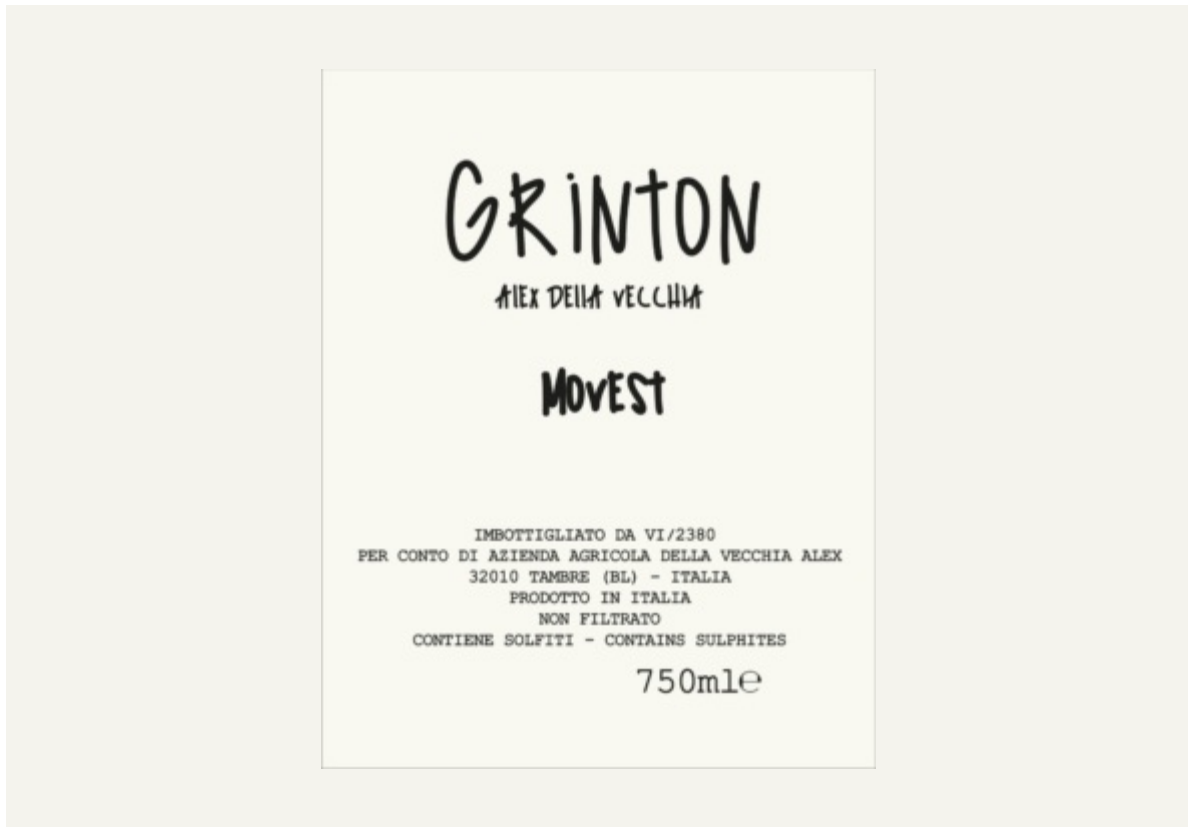 GRiNTON
ALEX DELLA VECCHIA
MOVEST
IMBOTTIGLIATO DA VI/2380
PER CONTO DI AZIENDA AGRICOLA DELLA VECCHIA ALEX
32010 TAMBRE (BL) - ITALIA
PRODOTTO IN ITALIA
NON FILTRATO
CONTIENE SOLFITI - CONTAINS SULPHITES
750ml℮